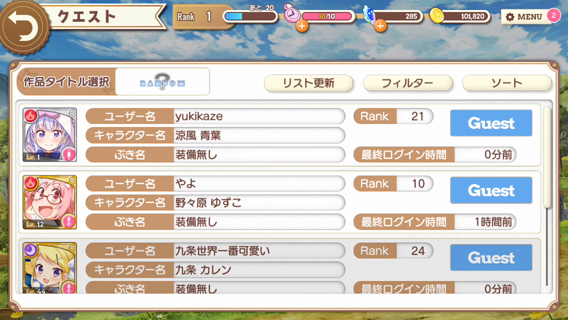 クエスト
Rank 1
あと 20
10/10
285
101,820
MENU 2
作品タイトル選択
RANDOM
?
リスト更新
フィルター
ソート
ユーザー名 yukikaze Rank 21
キャラクター名 涼風 青葉
ぶき名 装備無し 最終ログイン時間 0分前
Guest
Lv.1
ユーザー名 やよ Rank 10
キャラクター名 野々原 ゆずこ
ぶき名 装備無し 最終ログイン時間 1時間前
Guest
Lv.12
ユーザー名 九条世界一番可愛い Rank 24
キャラクター名 九条 カレン
ぶき名 装備無し 最終ログイン時間 0分前
Guest